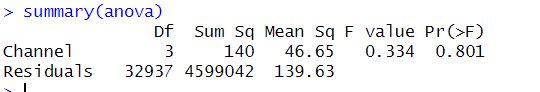 > summary(anova)
Df Sum Sq Mean Sq F value Pr(>F)
Channel 3 140 46.65 0.334 0.801
Residuals 32937 4599042 139.63
>